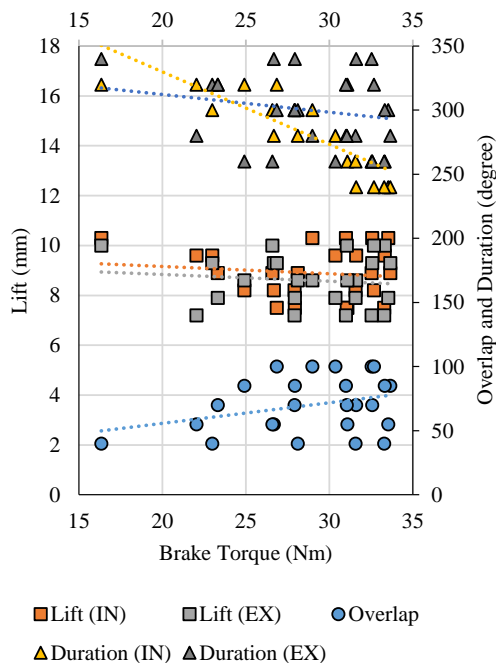 15 20 25 30 35
18
16
14
12
10
8
6
4
2
0
350
300
250
200
150
100
50
0
Lift (mm)
Overlap and Duration (degree)
15 20 25 30 35
Brake Torque (Nm)
Lift (IN) Lift (EX) Overlap
Duration (IN) Duration (EX)